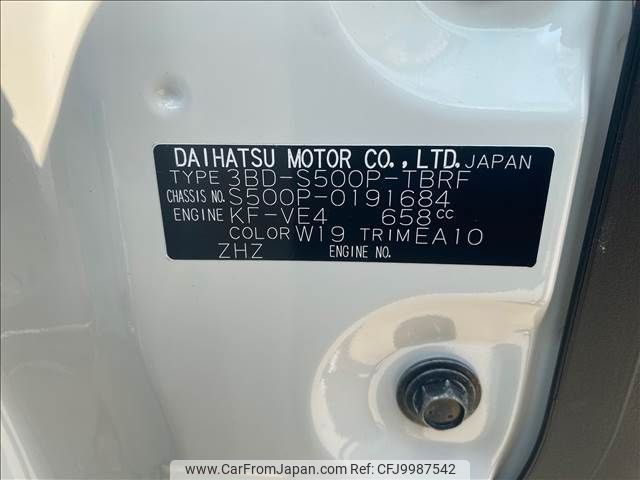 DAIHATSU MOTOR CO., LTD. JAPAN
TYPE 3BD-S500P-TBRF
CHASSIS NO. S500P-0191684
ENGINE KF-VE4 658cc
COLOR W19 TRIM EA10
ZHZ ENGINE NO.
www.CarFromJapan.com Car ref: CFJ9987542